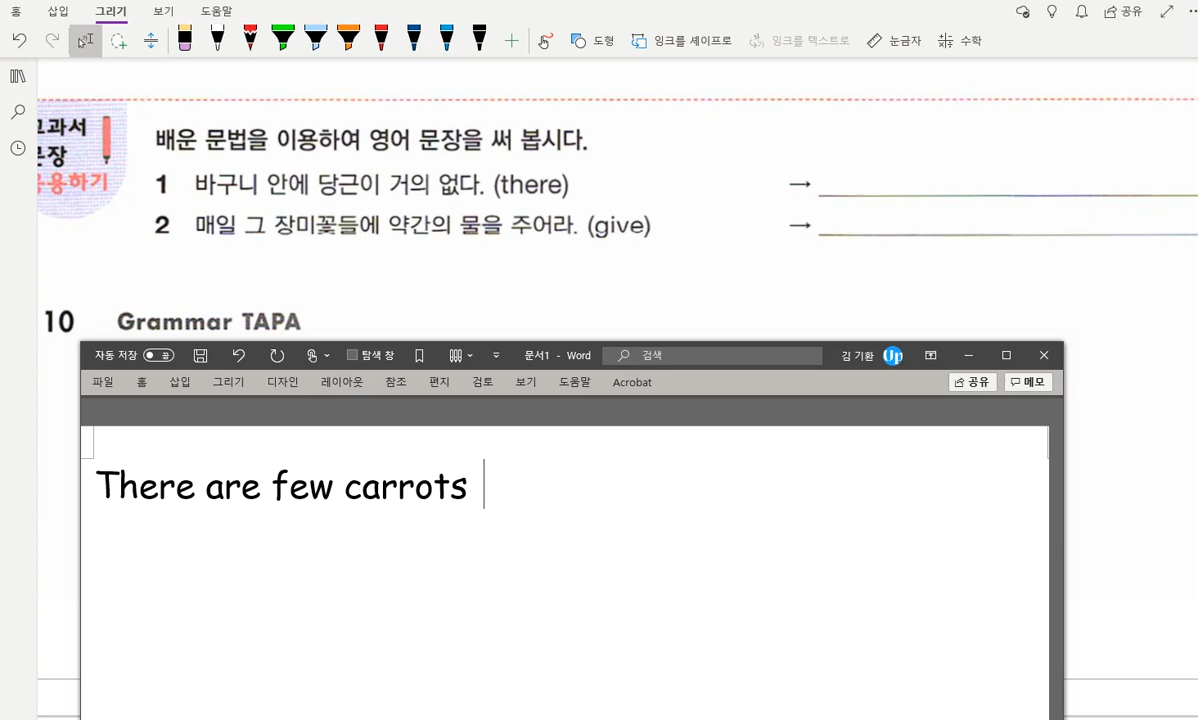 홈 삽입 그리기 보기 도움말 공유
도형 잉크를 셰이프로 잉크를 텍스트로 눈금자 수학
교과서
문장
응용하기
배운 문법을 이용하여 영어 문장을 써 봅시다.
1 바구니 안에 당근이 거의 없다. (there) →
2 매일 그 장미꽃들에 약간의 물을 주어라. (give) →
10 Grammar TAPA
자동 저장 끔 탐색 창 문서1 - Word 검색 김 기환 Up
파일 홈 삽입 그리기 디자인 레이아웃 참조 편지 검토 보기 도움말 Acrobat 공유 메모
There are few carrots